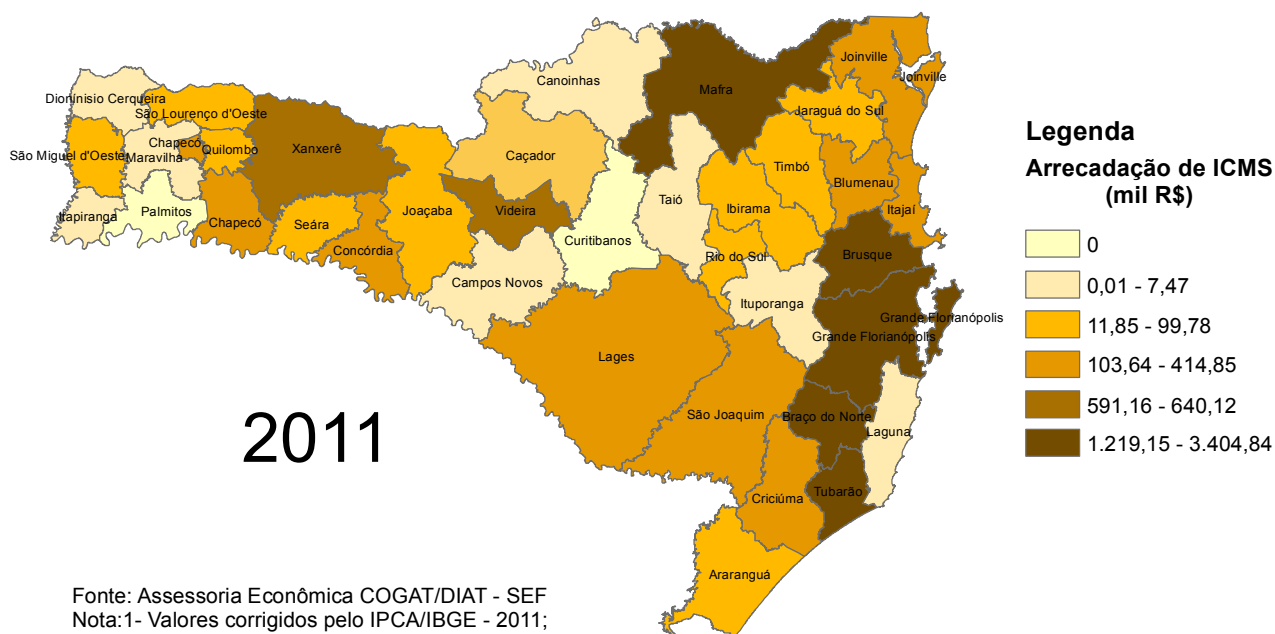 Joinville
Joinville
Canoinhas
Mafra
Dionínisio Cerqueira
São Lourenço d'Oeste
Jaraguá do Sul
Chapecó
Quilombo
Xanxerê
São Miguel d'Oeste
Maravilha
Caçador
Timbó
Blumenau
Itapiranga
Palmitos
Chapecó
Seára
Joaçaba
Videira
Taió
Ibirama
Itajaí
Curitibanos
Concórdia
Rio do Sul
Brusque
Campos Novos
Ituporanga
Grande Florianópolis
Grande Florianópolis
Lages
São Joaquim
Braço do Norte
Laguna
Criciúma
Tubarão
Araranguá
2011
Legenda
Arrecadação de ICMS
(mil R$)
0
0,01 - 7,47
11,85 - 99,78
103,64 - 414,85
591,16 - 640,12
1.219,15 - 3.404,84
Fonte: Assessoria Econômica COGAT/DIAT - SEF
Nota:1- Valores corrigidos pelo IPCA/IBGE - 2011;